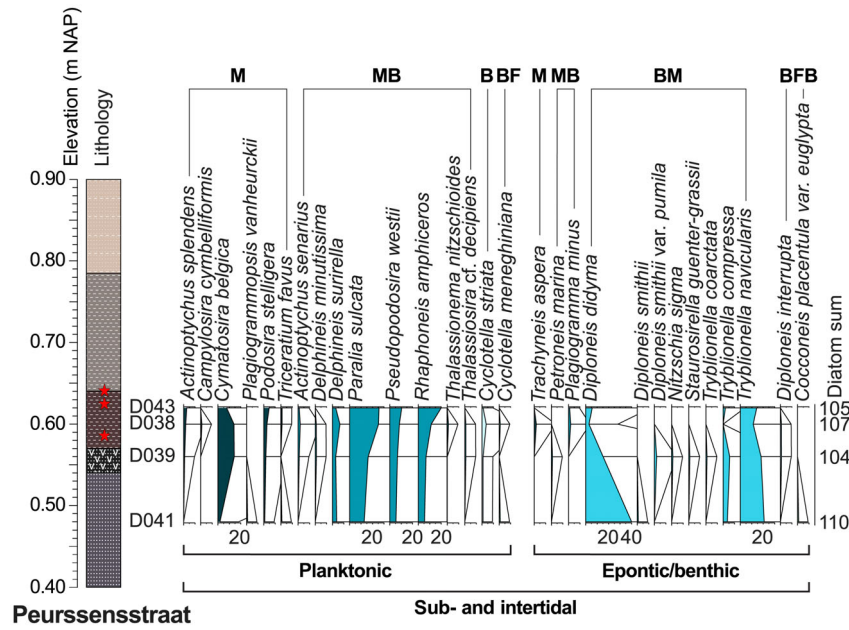 M MB B BF M MB BM BF B
Elevation (m NAP)
Lithology
Actinoptychus splendens
Campylosira cymbelliformis
Cymatosira belgica
Plagiogrammopsis vanheurckii
Podosira stelligera
Triceratium favus
Actinoptychus senarius
Delphineis minutissima
Delphineis surirella
Paralia sulcata
Pseudopodosira westii
Rhaphoneis amphiceros
Thalassionema nitzschioides
Thalassiosira cf. decipiens
Cyclotella striata
Cyclotella meneghiniana
Trachyneis aspera
Petroneis marina
Plagiogramma minus
Diploneis didyma
Diploneis smithii
Diploneis smithii var. pumila
Nitzschia sigma
Staurosirella guenter-grassii
Tryblionella coarctata
Tryblionella compressa
Tryblionella navicularis
Diploneis interrupta
Cocconeis placentula var. euglypta
Diatom sum
0.90
0.80
0.70
0.60
0.50
0.40
D043 105
D038 107
D039 104
D041 110
20 20 20 20 20 40 20
Planktonic Epontic/benthic
Sub- and intertidal
Peurssensstraat